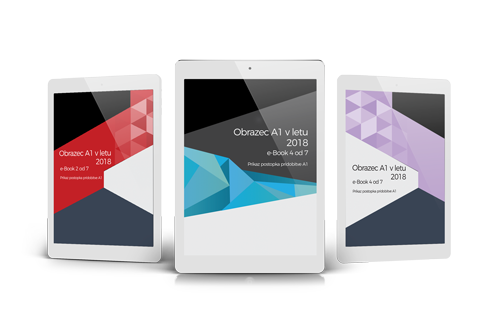 Obrazec A1 v letu
2018
e-Book 2 od 7
Prikaz postopka pridobitve A1
Obrazec A1 v letu
2018
e-Book 4 od 7
Prikaz postopka pridobitve A1
Obrazec A1 v letu
2018
e-Book 4 od 7
Prikaz postopka pridobitve A1